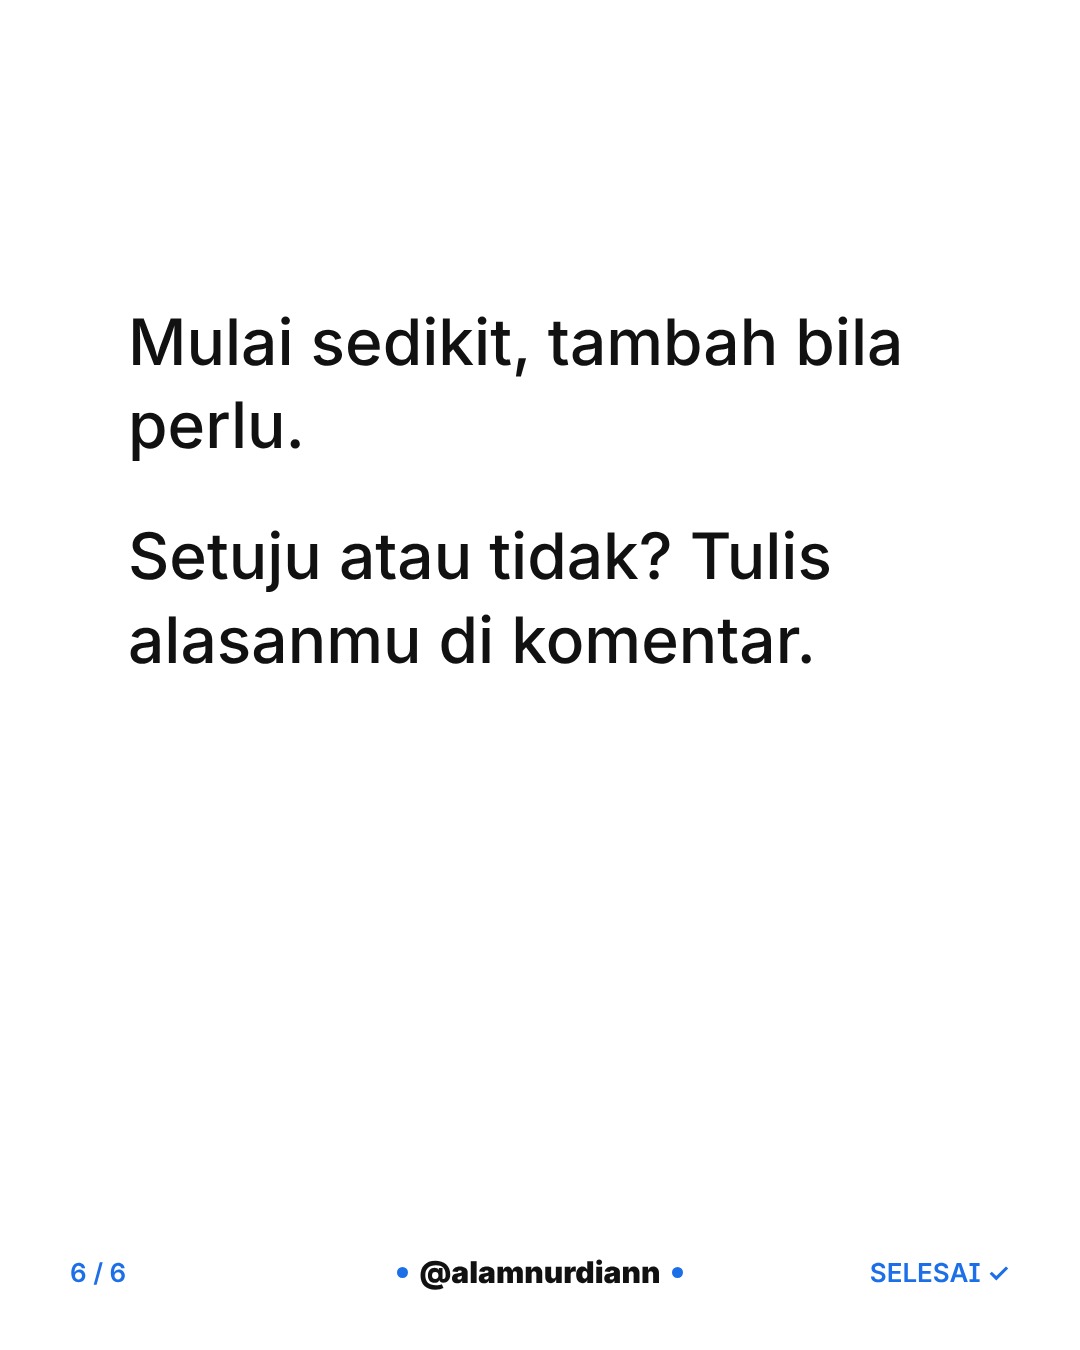 Mulai sedikit, tambah bila
perlu.
Setuju atau tidak? Tulis
alasanmu di komentar.
6 / 6
• @alamnurdiann •
SELESAI ✓